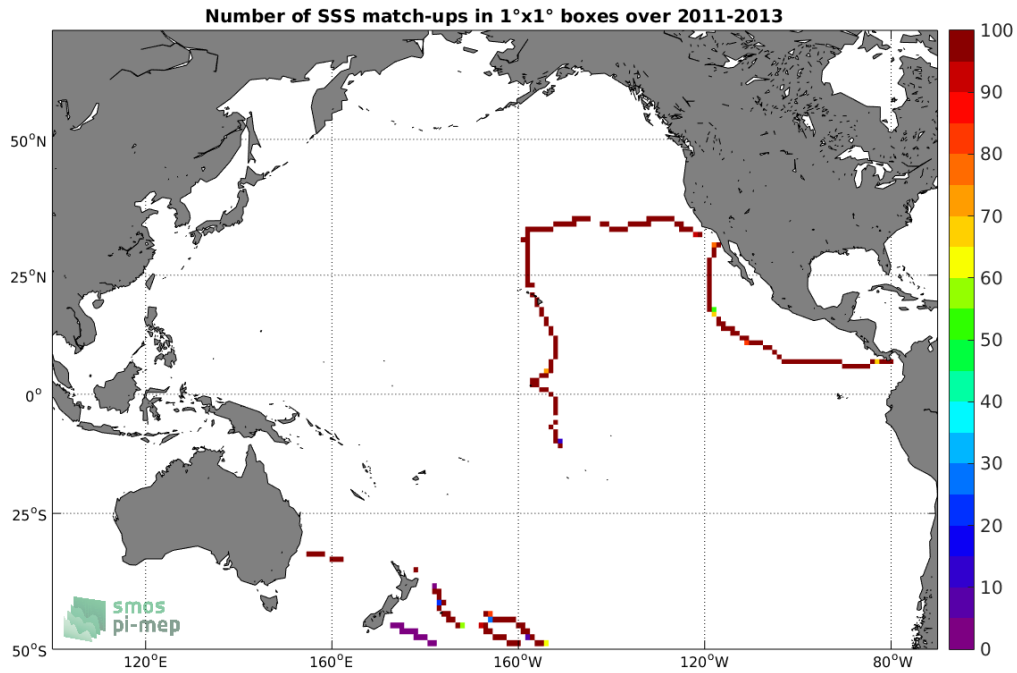 Number of SSS match-ups in 1°x1° boxes over 2011-2013
100
90
80
70
60
50
40
30
20
10
0
50°N
25°N
0°
25°S
50°S
120°E
160°E
160°W
120°W
80°W
smos
pi-mep